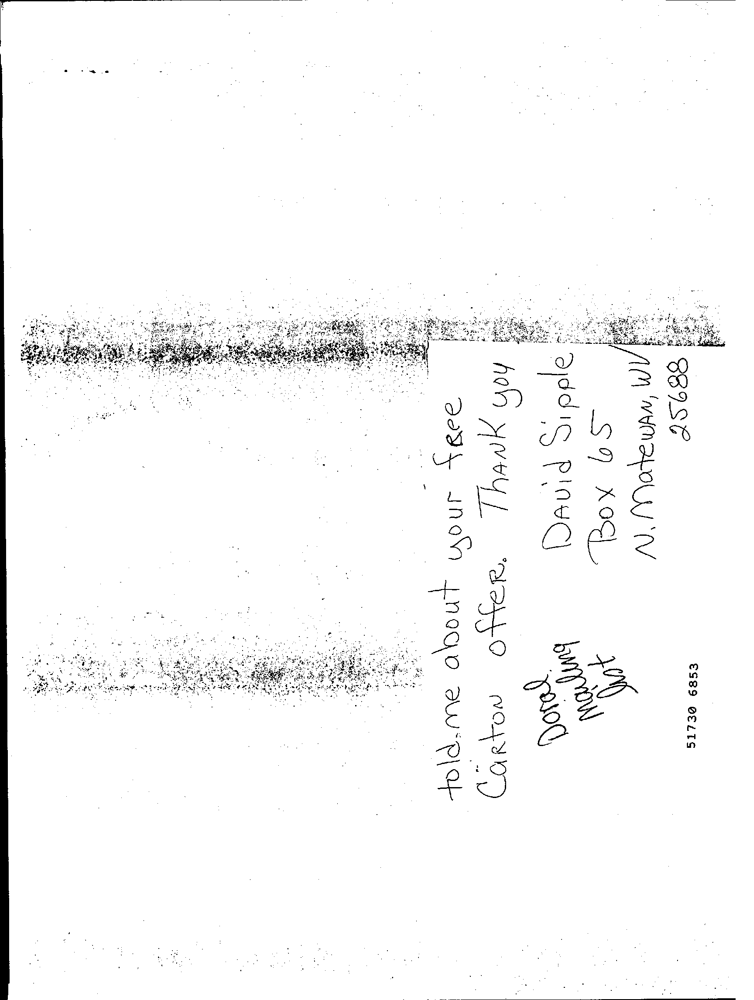 told me about your free
Carton offer. Thank you
David Sipple
Box 65
N. Matewan, WV
25688
Doral
mailing
list
51730 6853